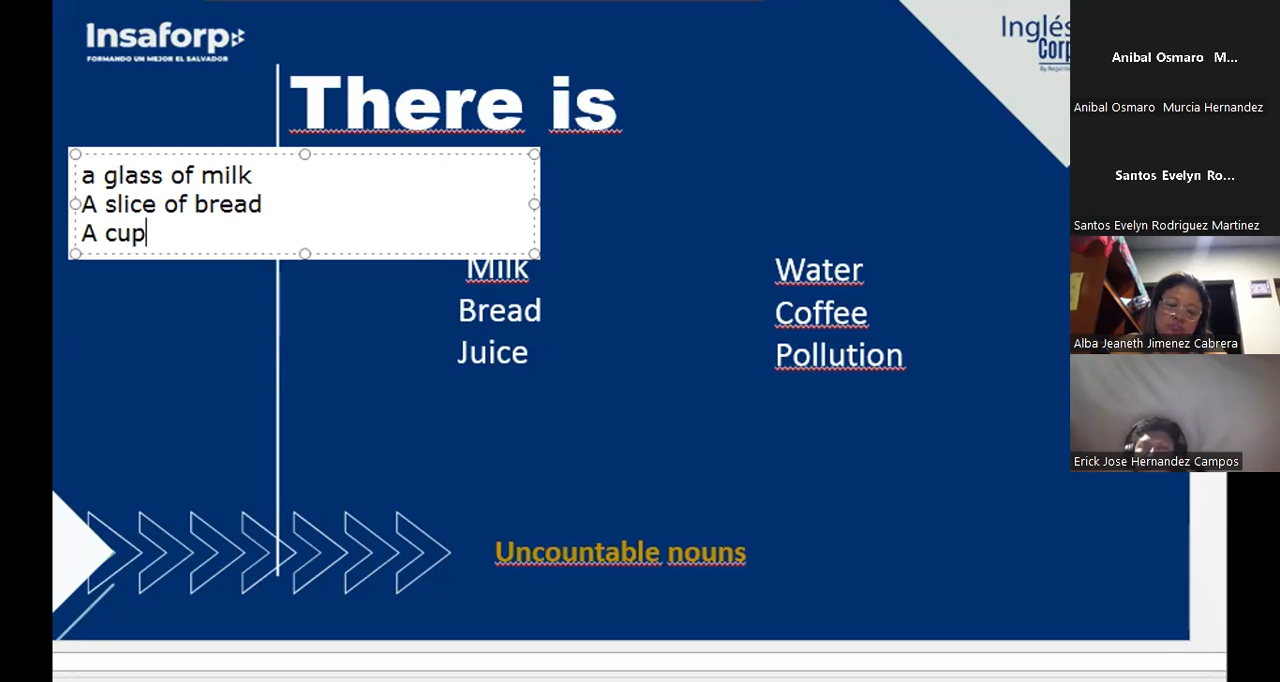 Insaforp
FORMANDO UN MEJOR EL SALVADOR
Inglés
Corp
There is
a glass of milk
A slice of bread
A cup
Milk
Bread
Juice
Water
Coffee
Pollution
Uncountable nouns
Anibal Osmaro M...
Anibal Osmaro Murcia Hernandez
Santos Evelyn Ro...
Santos Evelyn Rodriguez Martinez
Alba Jeaneth Jimenez Cabrera
Erick Jose Hernandez Campos